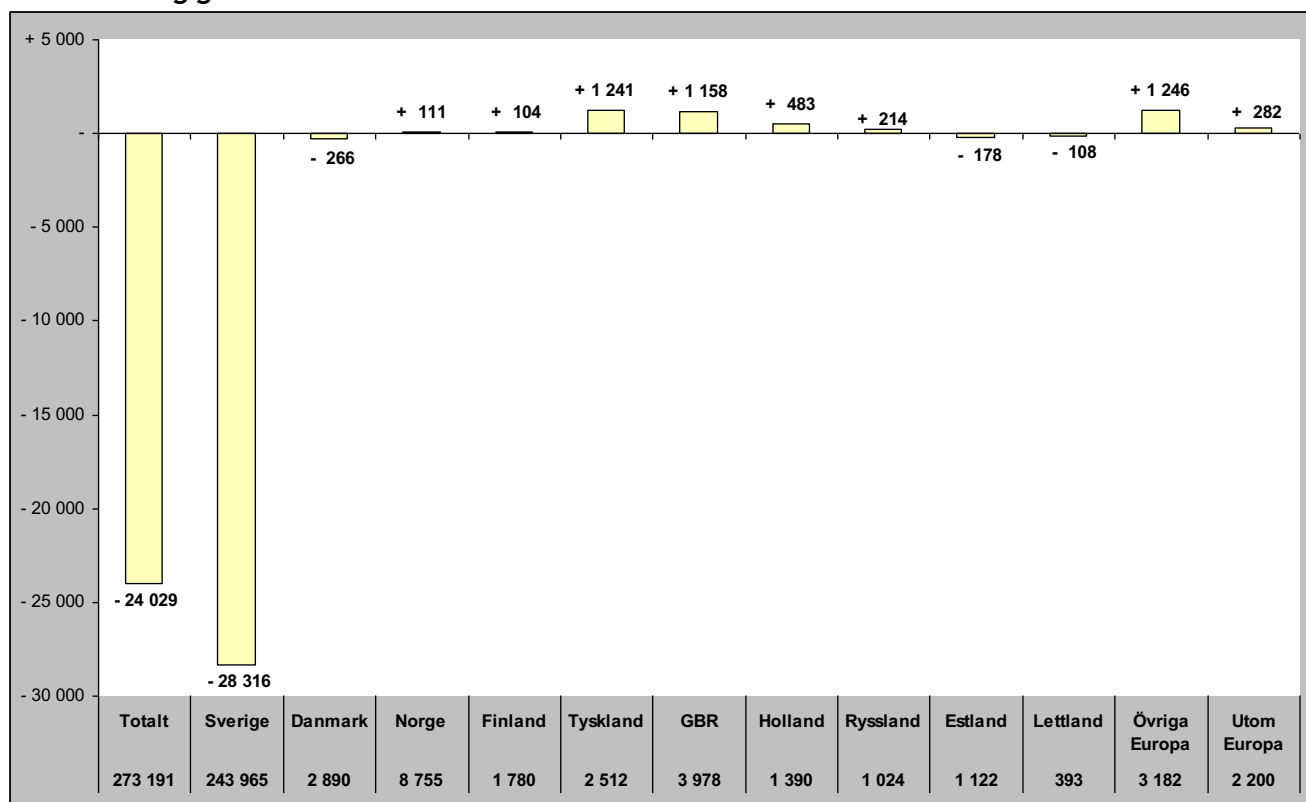 + 5 000
-
- 5 000
- 10 000
- 15 000
- 20 000
- 25 000
- 30 000
- 24 029
- 28 316
- 266
+ 111
+ 104
+ 1 241
+ 1 158
+ 483
+ 214
- 178
- 108
+ 1 246
+ 282
Totalt Sverige Danmark Norge Finland Tyskland GBR Holland Ryssland Estland Lettland Övriga Utom
Europa Europa
273 191 243 965 2 890 8 755 1 780 2 512 3 978 1 390 1 024 1 122 393 3 182 2 200